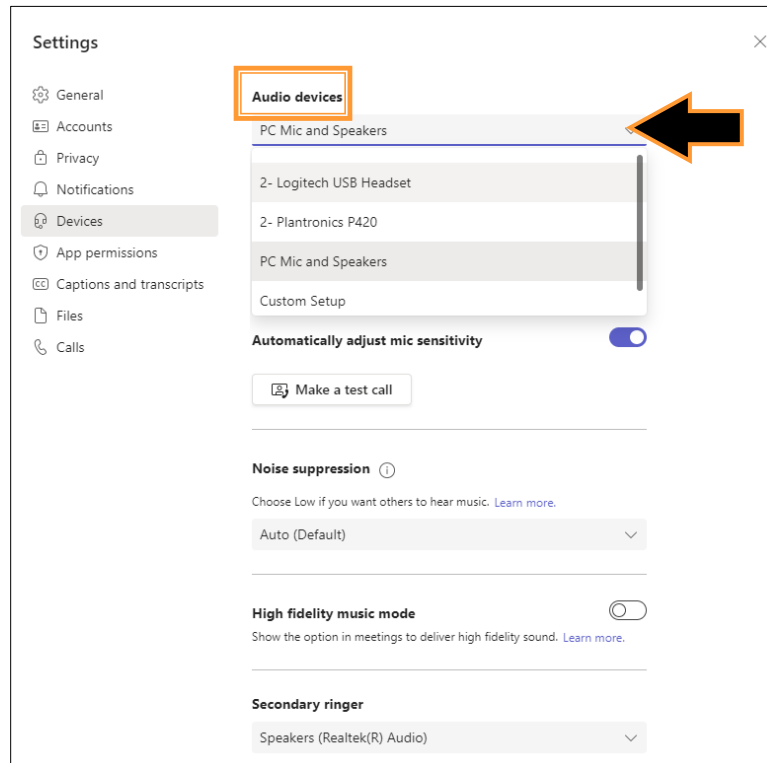 Settings
General
Accounts
Privacy
Notifications
Devices
App permissions
CC Captions and transcripts
Files
Calls
Audio devices
PC Mic and Speakers
2- Logitech USB Headset
2- Plantronics P420
PC Mic and Speakers
Custom Setup
Automatically adjust mic sensitivity
Make a test call
Noise suppression
Choose Low if you want others to hear music. Learn more.
Auto (Default)
High fidelity music mode
Show the option in meetings to deliver high fidelity sound. Learn more.
Secondary ringer
Speakers (Realtek(R) Audio)